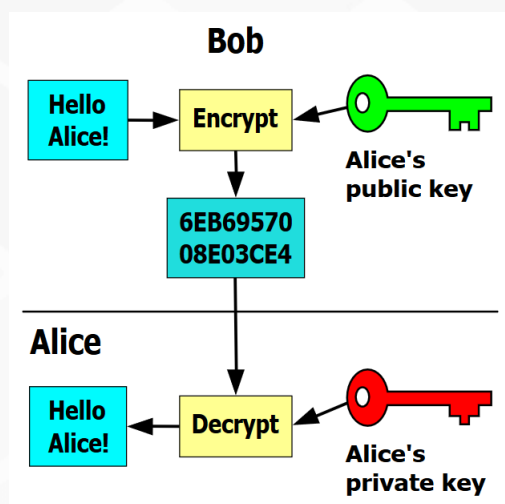 Bob
Hello
Alice!
Encrypt
Alice's
public key
6EB69570
08E03CE4
Alice
Hello
Alice!
Decrypt
Alice's
private key